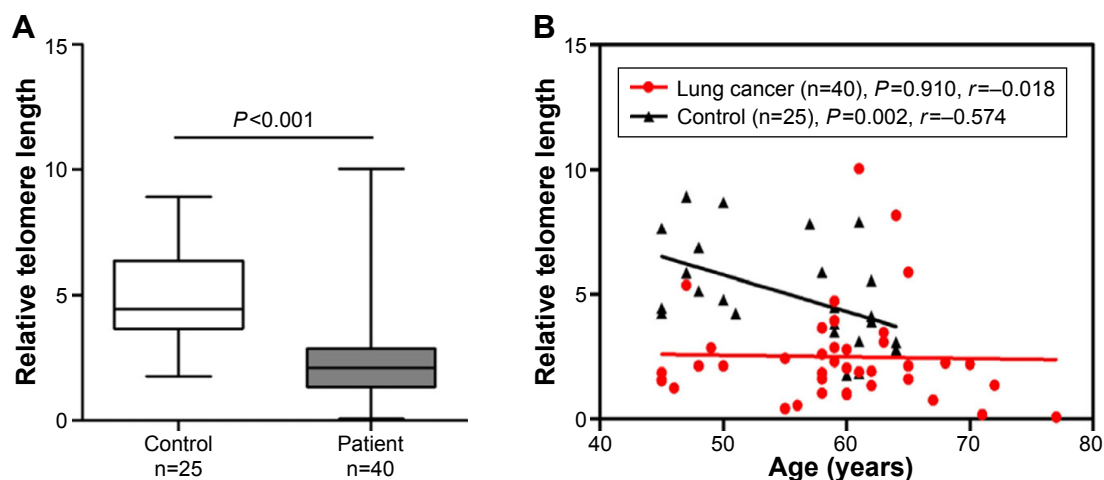 A
Relative telomere length
15
10
5
0
P<0.001
Control
n=25
Patient
n=40
B
Relative telomere length
15
10
5
0
Lung cancer (n=40), P=0.910, r=–0.018
Control (n=25), P=0.002, r=–0.574
40
50
60
70
80
Age (years)